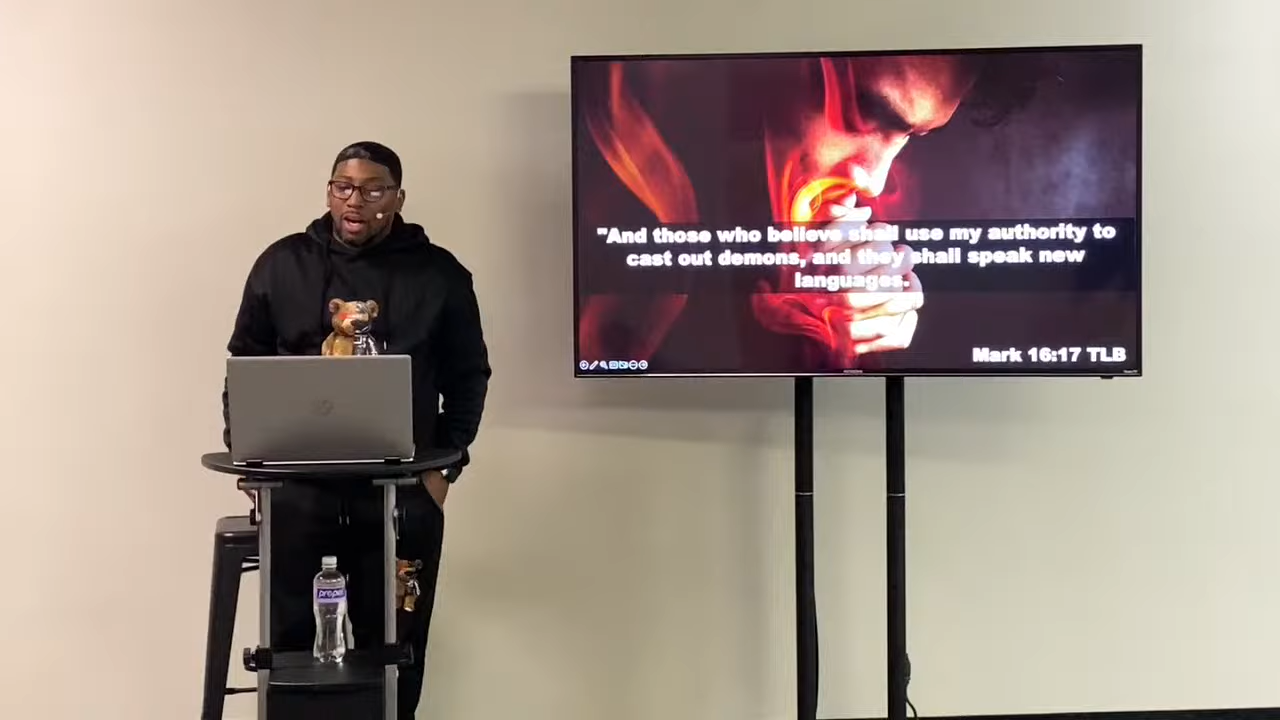 "And those who believe shall use my authority to
cast out demons, and they shall speak new
languages.
Mark 16:17 TLB
propel